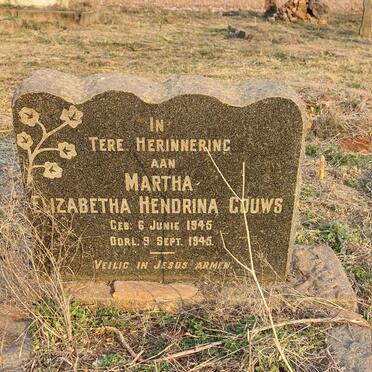 IN
TERE HERINNERING
AAN
MARTHA
ELIZABETHA HENDRINA GOUWS
GEB. 6 JUNIE 1945
OORL. 9 SEPT. 1945.
VEILIG IN JESUS ARMEN.